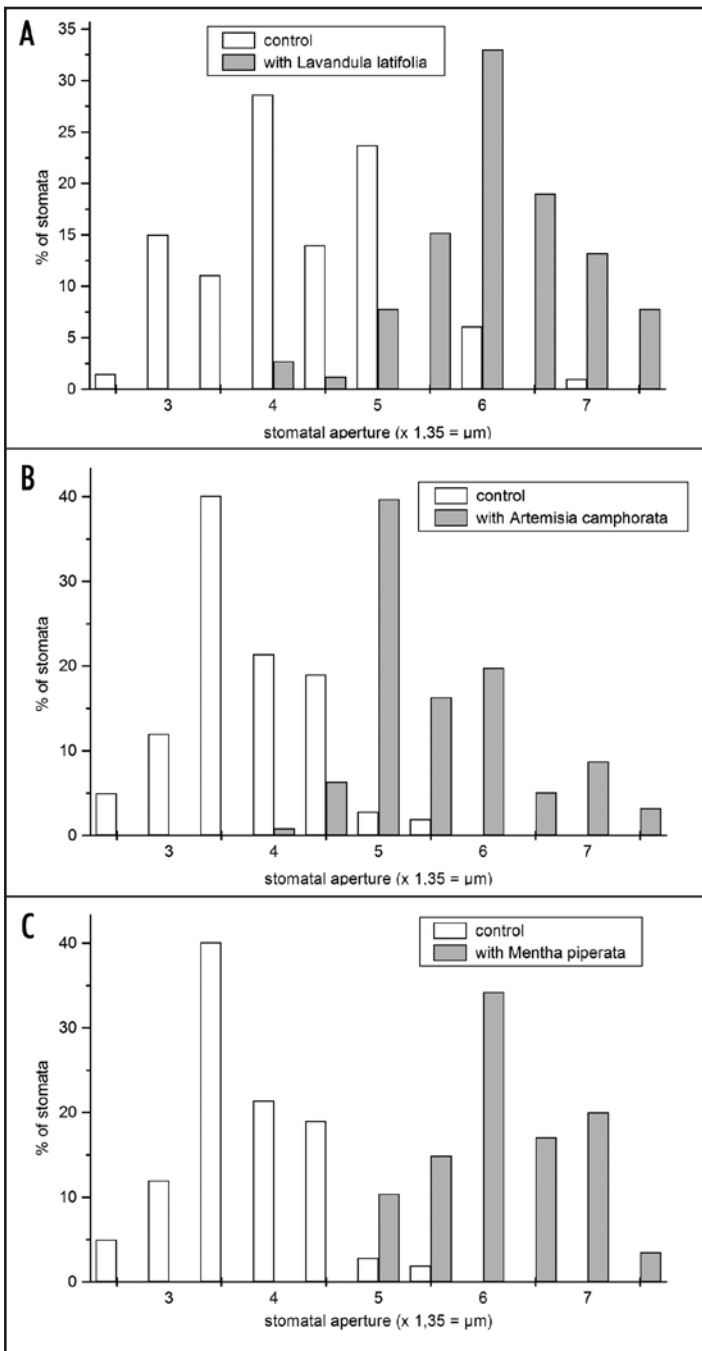 A
35
30
25
20
15
10
5
0
% of stomata
control
with Lavandula latifolia
3 4 5 6 7
stomatal aperture (x 1,35 = µm)
B
40
30
20
10
0
% of stomata
control
with Artemisia camphorata
3 4 5 6 7
stomatal aperture (x 1,35 = µm)
C
40
30
20
10
0
% of stomata
control
with Mentha piperata
3 4 5 6 7
stomatal aperture (x 1,35 = µm)